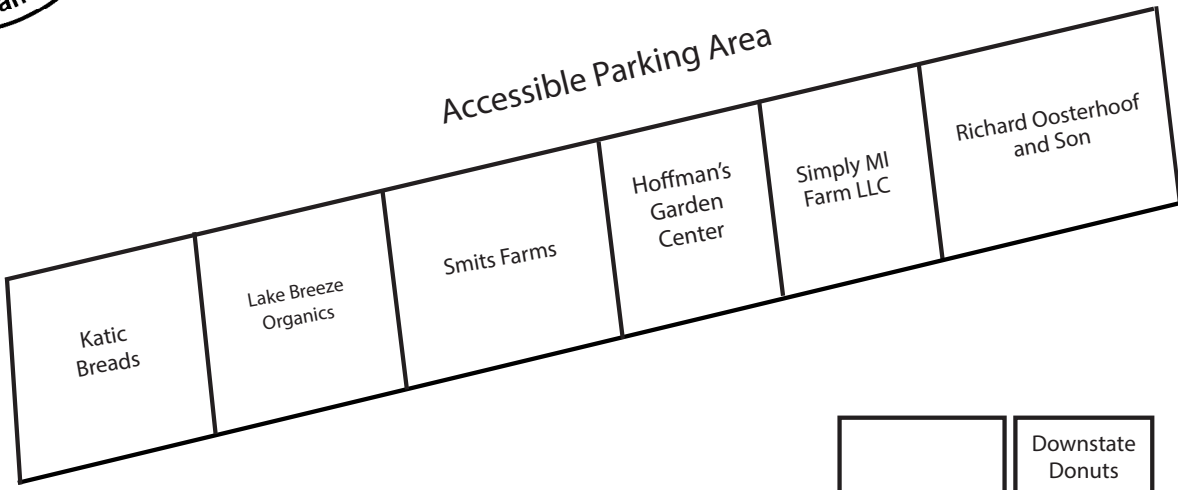 Accessible Parking Area
Katic
Breads
Lake Breeze
Organics
Smits Farms
Hoffman's
Garden
Center
Simply MI
Farm LLC
Richard Oosterhoof
and Son
Downstate
Donuts